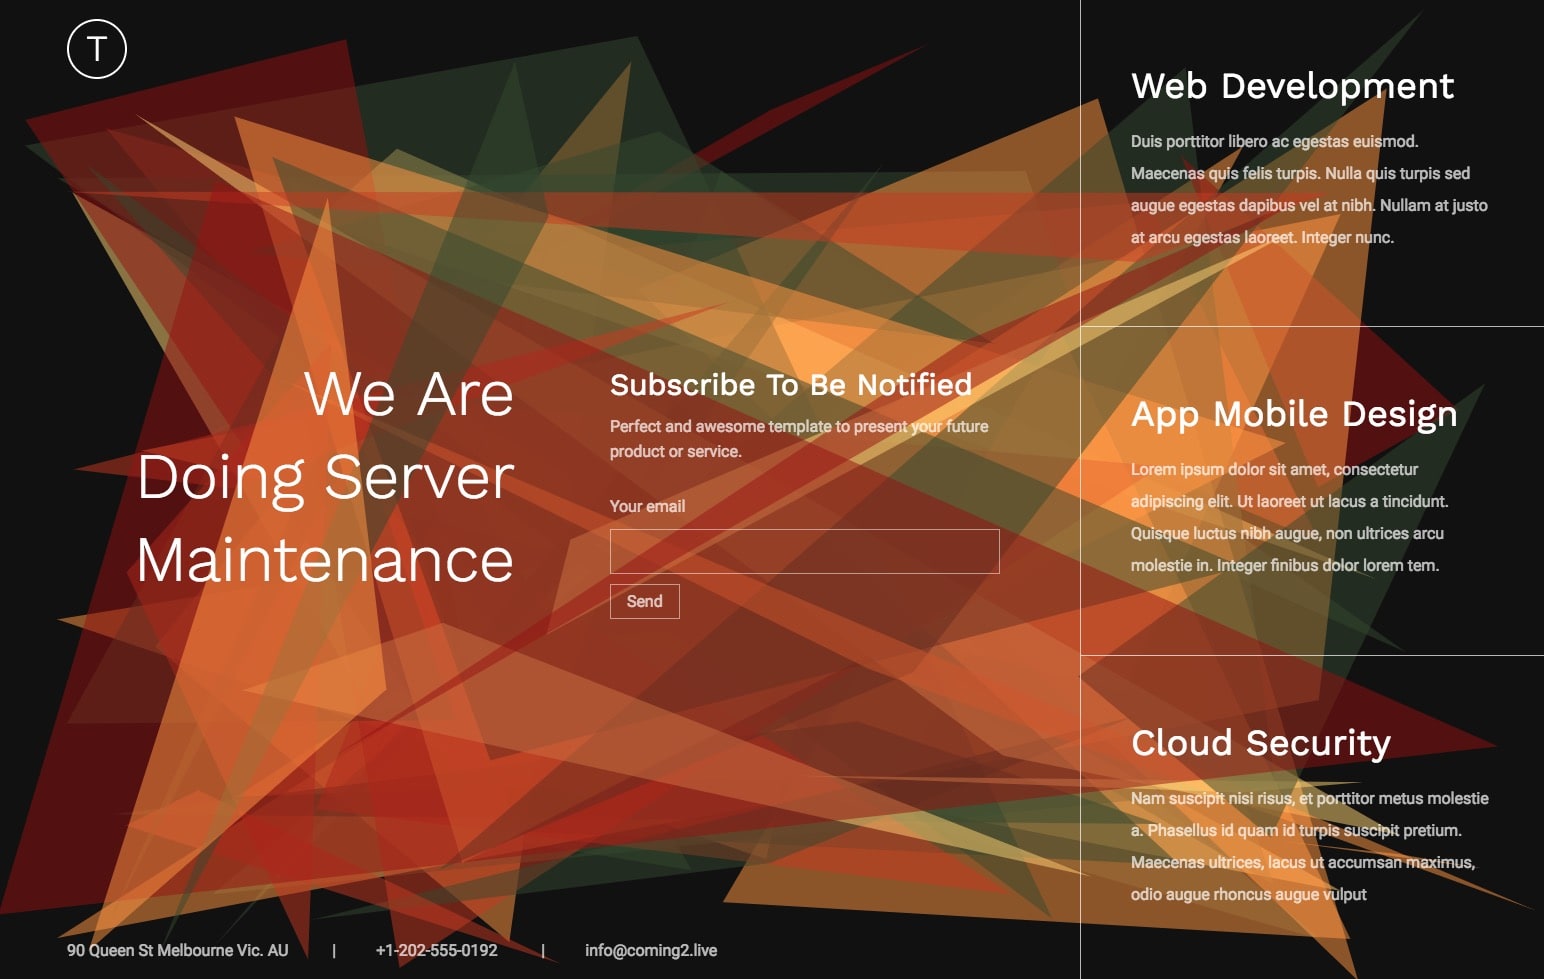 T
We Are
Doing Server
Maintenance
Subscribe To Be Notified
Perfect and awesome template to present your future
product or service.
Your email
Send
90 Queen St Melbourne Vic. AU | +1-202-555-0192 | info@coming2.live
Web Development
Duis porttitor libero ac egestas euismod.
Maecenas quis felis turpis. Nulla quis turpis sed
augue egestas dapibus vel at nibh. Nullam at justo
at arcu egestas laoreet. Integer nunc.
App Mobile Design
Lorem ipsum dolor sit amet, consectetur
adipiscing elit. Ut laoreet ut lacus a tincidunt.
Quisque luctus nibh augue, non ultrices arcu
molestie in. Integer finibus dolor lorem tem.
Cloud Security
Nam suscipit nisi risus, et porttitor metus molestie
a. Phasellus id quam id turpis suscipit pretium.
Maecenas ultrices, lacus ut accumsan maximus,
odio augue rhoncus augue vulput